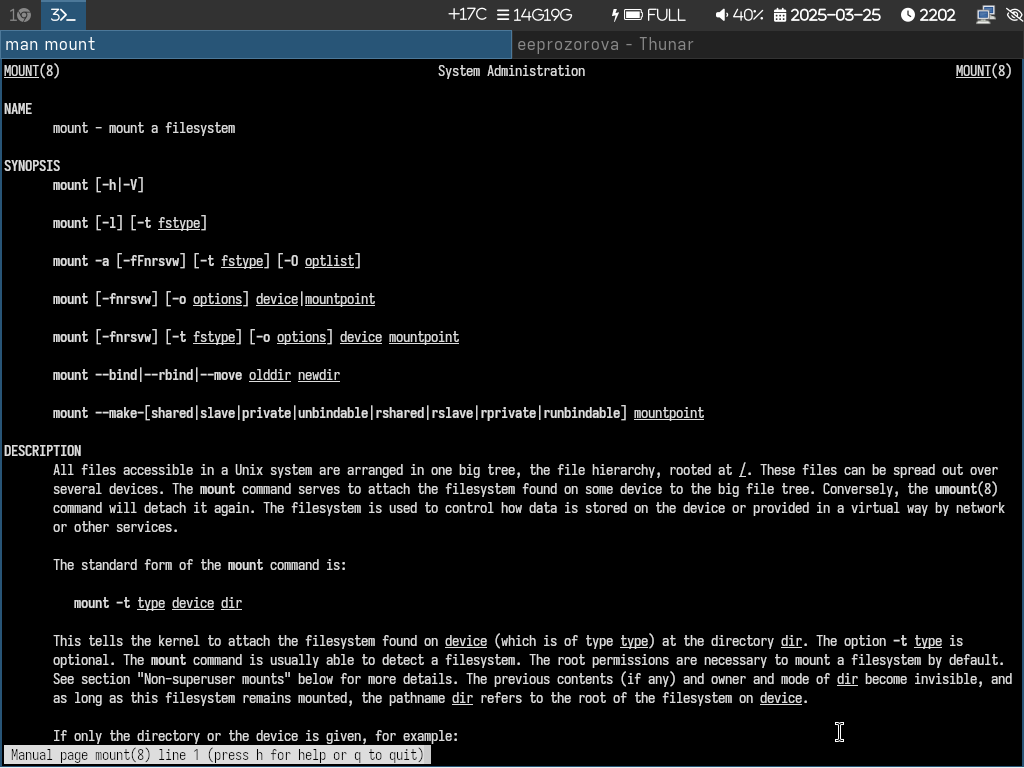 1
3
+17C 14G19G FULL 40% 2025-03-25 2202
man mount
eeprozorova - Thunar
MOUNT(8) System Administration MOUNT(8)
NAME
mount - mount a filesystem
SYNOPSIS
mount [-h|-V]
mount [-l] [-t fstype]
mount -a [-fFnrsvw] [-t fstype] [-O optlist]
mount [-fnrsvw] [-o options] device|mountpoint
mount [-fnrsvw] [-t fstype] [-o options] device mountpoint
mount --bind|--rbind|--move olddir newdir
mount --make-[shared|slave|private|unbindable|rshared|rslave|rprivate|runbindable] mountpoint
DESCRIPTION
All files accessible in a Unix system are arranged in one big tree, the file hierarchy, rooted at /. These files can be spread out over
several devices. The mount command serves to attach the filesystem found on some device to the big file tree. Conversely, the umount(8)
command will detach it again. The filesystem is used to control how data is stored on the device or provided in a virtual way by network
or other services.
The standard form of the mount command is:
mount -t type device dir
This tells the kernel to attach the filesystem found on device (which is of type type) at the directory dir. The option -t type is
optional. The mount command is usually able to detect a filesystem. The root permissions are necessary to mount a filesystem by default.
See section "Non-superuser mounts" below for more details. The previous contents (if any) and owner and mode of dir become invisible, and
as long as this filesystem remains mounted, the pathname dir refers to the root of the filesystem on device.
If only the directory or the device is given, for example:
Manual page mount(8) line 1 (press h for help or q to quit)